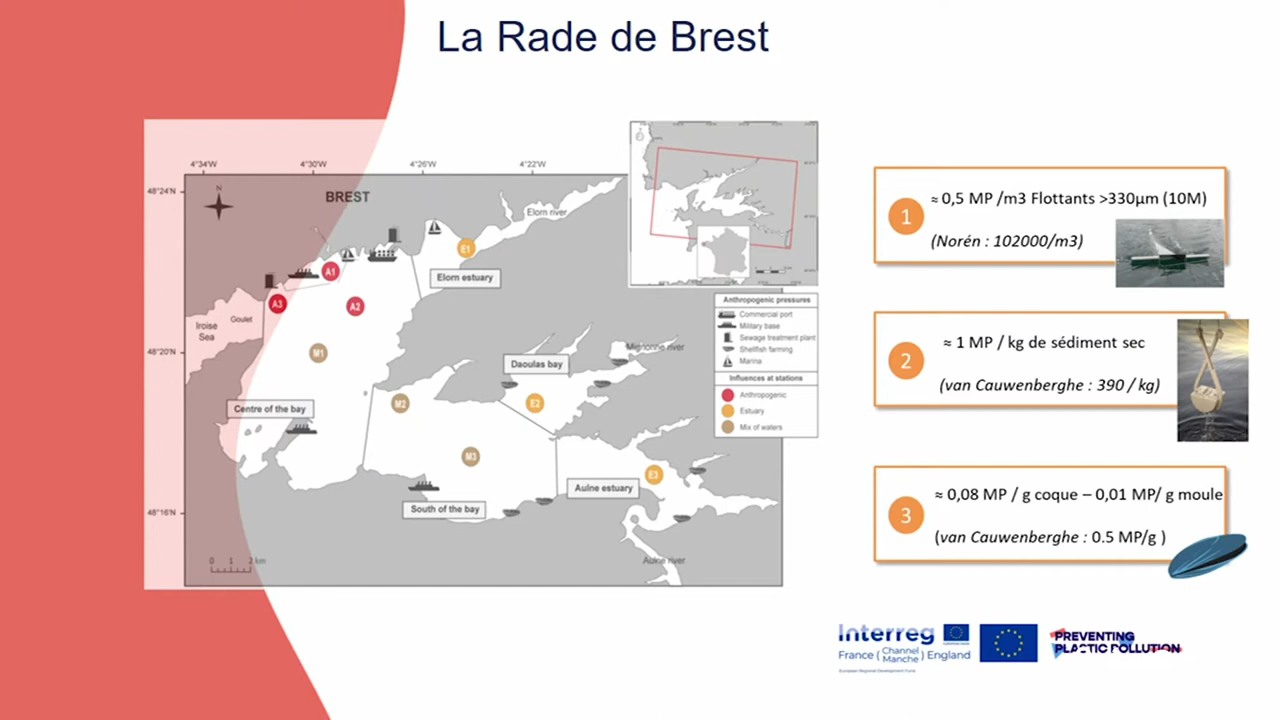 La Rade de Brest
4°34'W
4°30'W
4°26'W
4°22'W
48°24'N
48°20'N
48°16'N
N
BREST
Elorn river
E1
Elorn estuary
A1
A3
A2
Goulet
Iroise
Sea
M1
Mignonne river
Daoulas bay
M2
E2
Centre of the bay
M3
E3
Aulne estuary
South of the bay
Aulne river
0 1 2 km
Anthropogenic pressures
Commercial port
Military base
Sewage treatment plant
Shellfish farming
Marina
Influences at stations
Anthropogenic
Estuary
Mix of waters
1
≈ 0,5 MP /m3 Flottants >330µm (10M)
(Norén : 102000/m3)
2
≈ 1 MP / kg de sédiment sec
(van Cauwenberghe : 390 / kg)
3
≈ 0,08 MP / g coque – 0,01 MP/ g moule
(van Cauwenberghe : 0.5 MP/g )
Interreg
France ( Channel Manche ) England
European Regional Development Fund
PREVENTING
PLASTIC POLLUTION